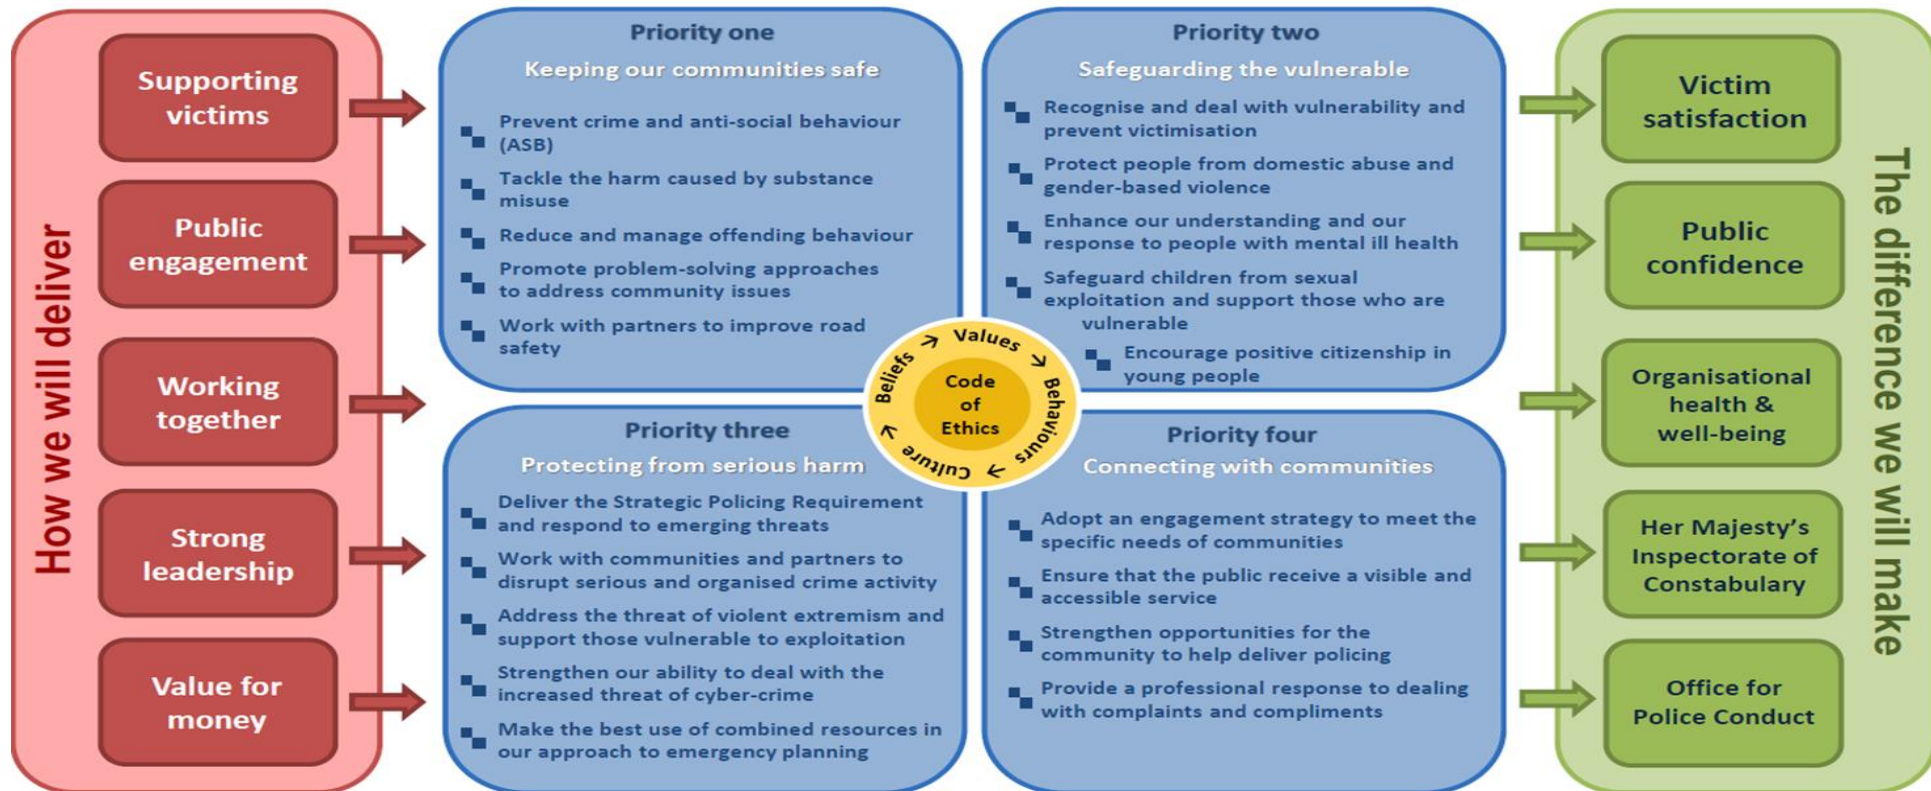 How we will deliver
Supporting
victims
Public
engagement
Working
together
Strong
leadership
Value for
money
Priority one
Keeping our communities safe
Prevent crime and anti-social behaviour
(ASB)
Tackle the harm caused by substance
misuse
Reduce and manage offending behaviour
Promote problem-solving approaches
to address community issues
Work with partners to improve road
safety
Priority two
Safeguarding the vulnerable
Recognise and deal with vulnerability and
prevent victimisation
Protect people from domestic abuse and
gender-based violence
Enhance our understanding and our
response to people with mental ill health
Safeguard children from sexual
exploitation and support those who are
vulnerable
Encourage positive citizenship in
young people
Beliefs → Values → Behaviours → Culture →
Code
of
Ethics
Priority three
Protecting from serious harm
Deliver the Strategic Policing Requirement
and respond to emerging threats
Work with communities and partners to
disrupt serious and organised crime activity
Address the threat of violent extremism and
support those vulnerable to exploitation
Strengthen our ability to deal with the
increased threat of cyber-crime
Make the best use of combined resources in
our approach to emergency planning
Priority four
Connecting with communities
Adopt an engagement strategy to meet the
specific needs of communities
Ensure that the public receive a visible and
accessible service
Strengthen opportunities for the
community to help deliver policing
Provide a professional response to dealing
with complaints and compliments
Victim
satisfaction
Public
confidence
Organisational
health &
well-being
Her Majesty’s
Inspectorate of
Constabulary
Office for
Police Conduct
The difference we will make